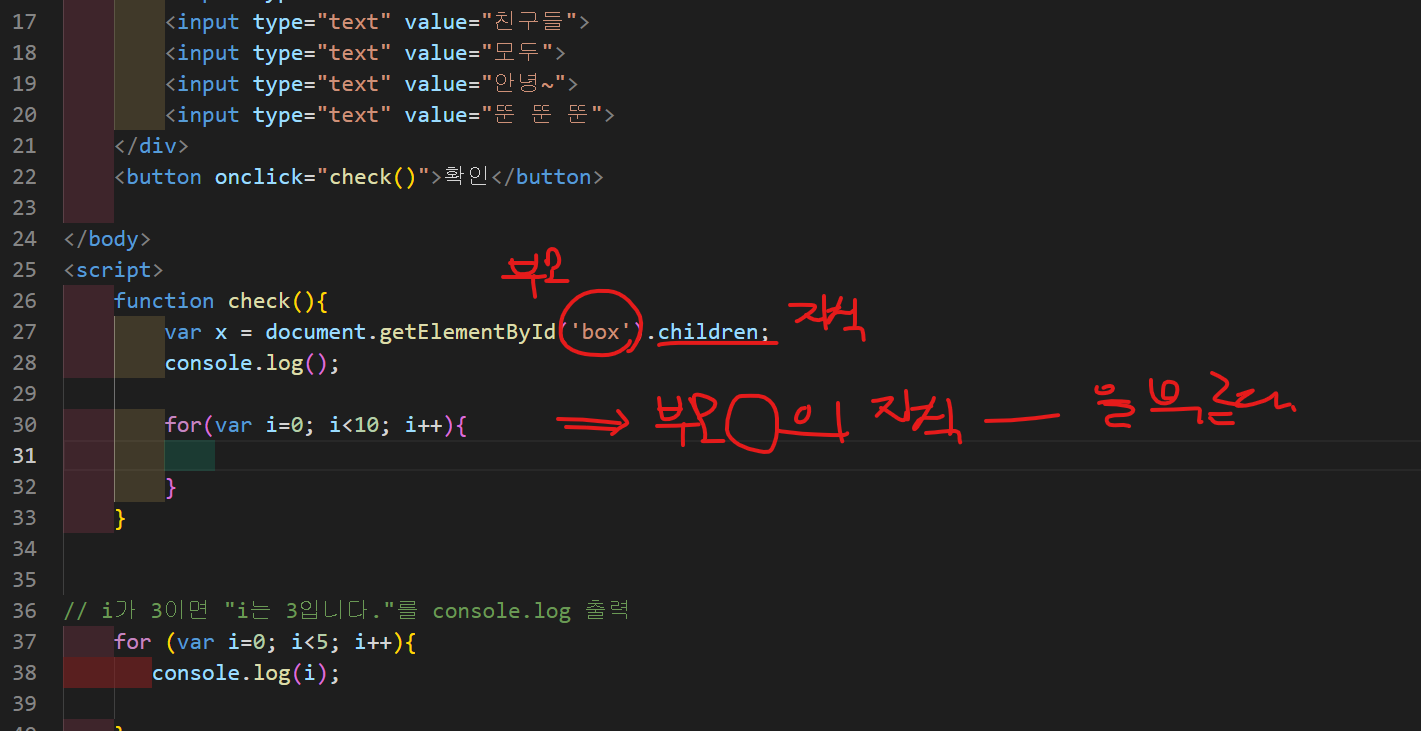 17 <input type="text" value="친구들">
18 <input type="text" value="모두">
19 <input type="text" value="안녕~">
20 <input type="text" value="뚠 뚠 뚠">
21 </div>
22 <button onclick="check()">확인</button>
23
24 </body>
25 <script>
부모
26 function check(){
27 var x = document.getElementById('box').children; 자식
28 console.log();
29
30 for(var i=0; i<10; i++){ ⇒ 부모 의 자식 — 을 부른다.
31
32 }
33 }
34
35
36 // i가 3이면 "i는 3입니다."를 console.log 출력
37 for (var i=0; i<5; i++){
38 console.log(i);
39